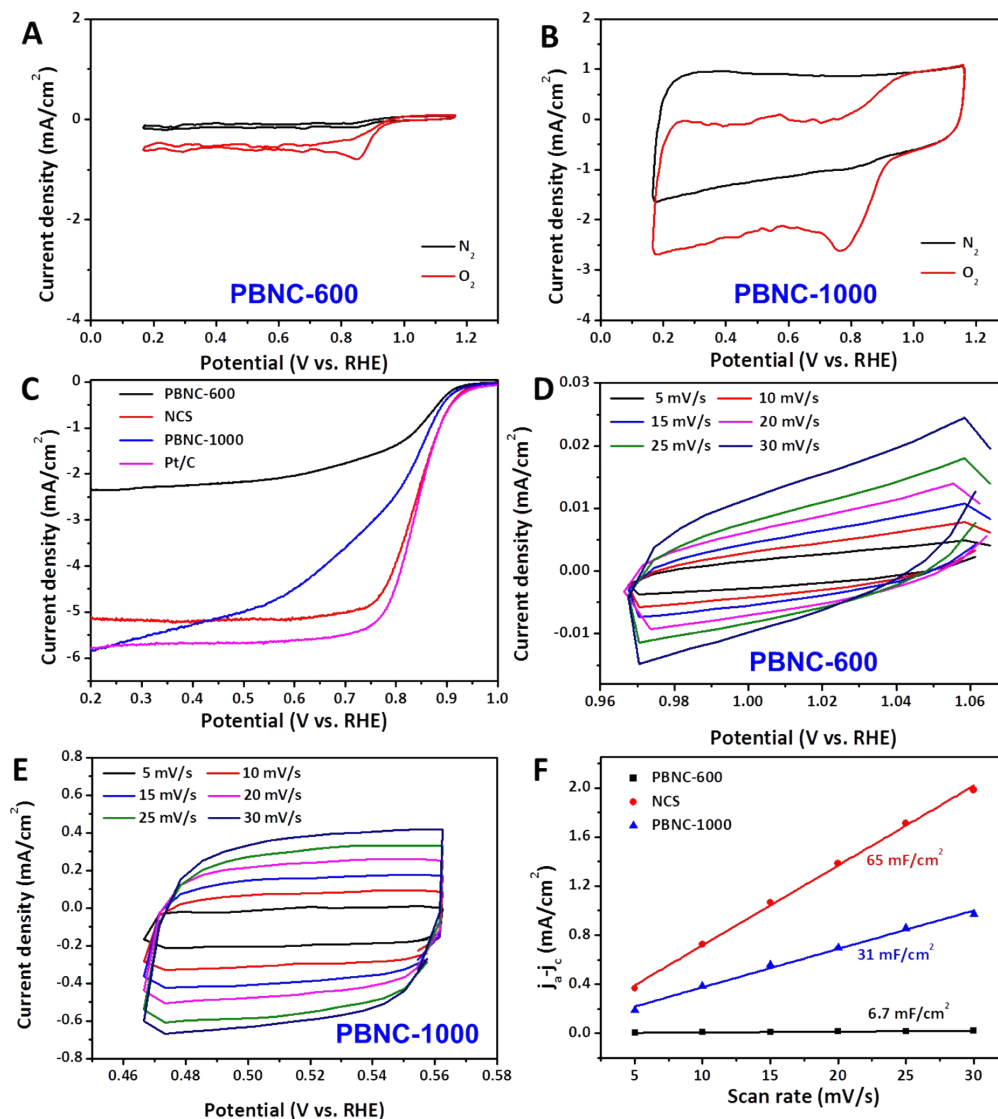 A
2
1
0
-1
-2
-3
Current density (mA/cm²)
N₂
O₂
PBNC-600
0.0 0.2 0.4 0.6 0.8 1.0 1.2
Potential (V vs. RHE)
B
2
1
0
-1
-2
-3
Current density (mA/cm²)
N₂
O₂
PBNC-1000
0.0 0.2 0.4 0.6 0.8 1.0 1.2
Potential (V vs. RHE)
C
0
-1
-2
-3
-4
-5
-6
Current density (mA/cm²)
PBNC-600
NCS
PBNC-1000
Pt/C
0.2 0.3 0.4 0.5 0.6 0.7 0.8 0.9 1.0
Potential (V vs. RHE)
D
0.03
0.02
0.01
0.00
-0.01
Current density (mA/cm²)
5 mV/s 10 mV/s
15 mV/s 20 mV/s
25 mV/s 30 mV/s
PBNC-600
0.96 0.98 1.00 1.02 1.04 1.06
Potential (V vs. RHE)
E
0.8
0.6
0.4
0.2
0.0
-0.2
-0.4
-0.6
-0.8
Current density (mA/cm²)
5 mV/s 10 mV/s
15 mV/s 20 mV/s
25 mV/s 30 mV/s
PBNC-1000
0.46 0.48 0.50 0.52 0.54 0.56 0.58
Potential (V vs. RHE)
F
2.0
1.6
1.2
0.8
0.4
0.0
jₐ-j꜀ (mA/cm²)
PBNC-600
NCS
PBNC-1000
65 mF/cm²
31 mF/cm²
6.7 mF/cm²
5 10 15 20 25 30
Scan rate (mV/s)